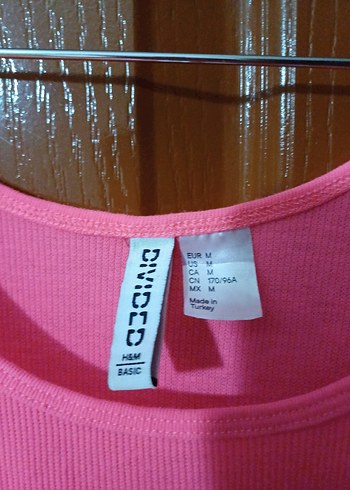 DIVIDED
H&M
BASIC
EUR M
US M
CA M
CN 170/96A
MX M
Made in
Turkey